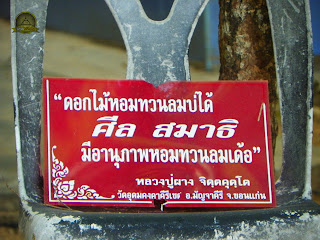 “ดอกไม้หอมทวนลมบ่ได้
ศีล สมาธิ
มีอานุภาพหอมทวนลมเด้อ”
หลวงปู่ผาง จิตฺตคุตฺโต
วัดอุดมคงคาคีรีเขต อ.มัญจาคีรี จ.ขอนแก่น